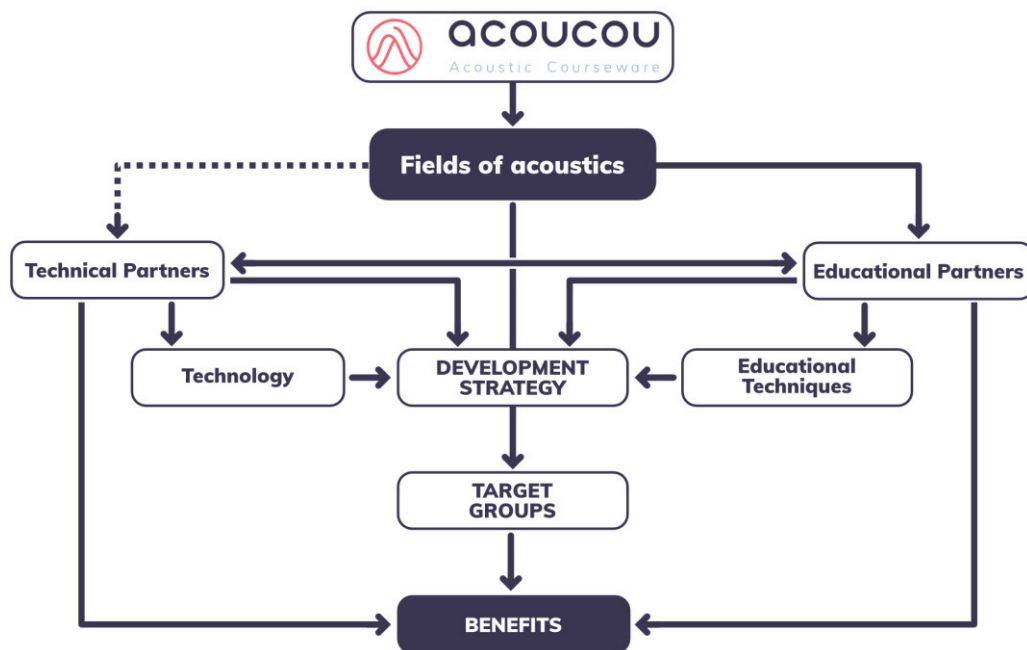 acoucou
Acoustic Courseware
Fields of acoustics
Technical Partners
Educational Partners
Technology
DEVELOPMENT
STRATEGY
Educational
Techniques
TARGET
GROUPS
BENEFITS